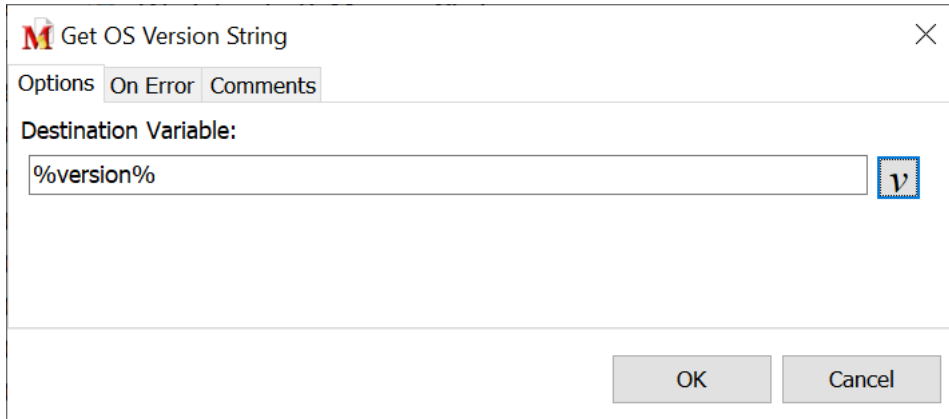 Get OS Version String
Options On Error Comments
Destination Variable:
%version% v
OK Cancel